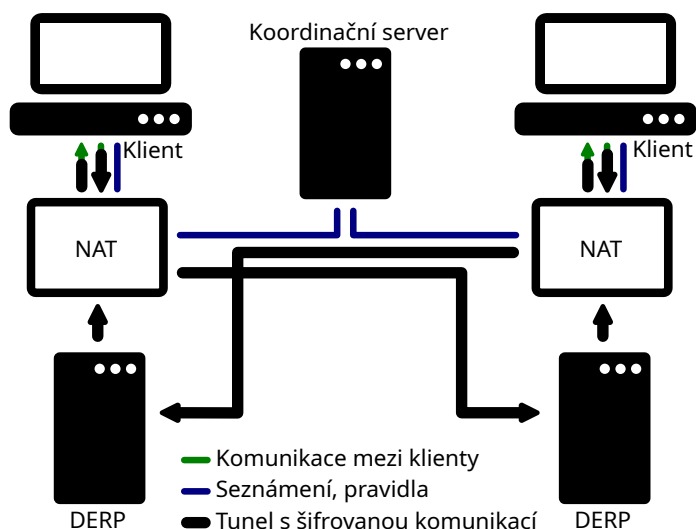 Koordinační server
Klient
Klient
NAT
NAT
Komunikace mezi klienty
Seznámení, pravidla
Tunel s šifrovanou komunikací
DERP
DERP